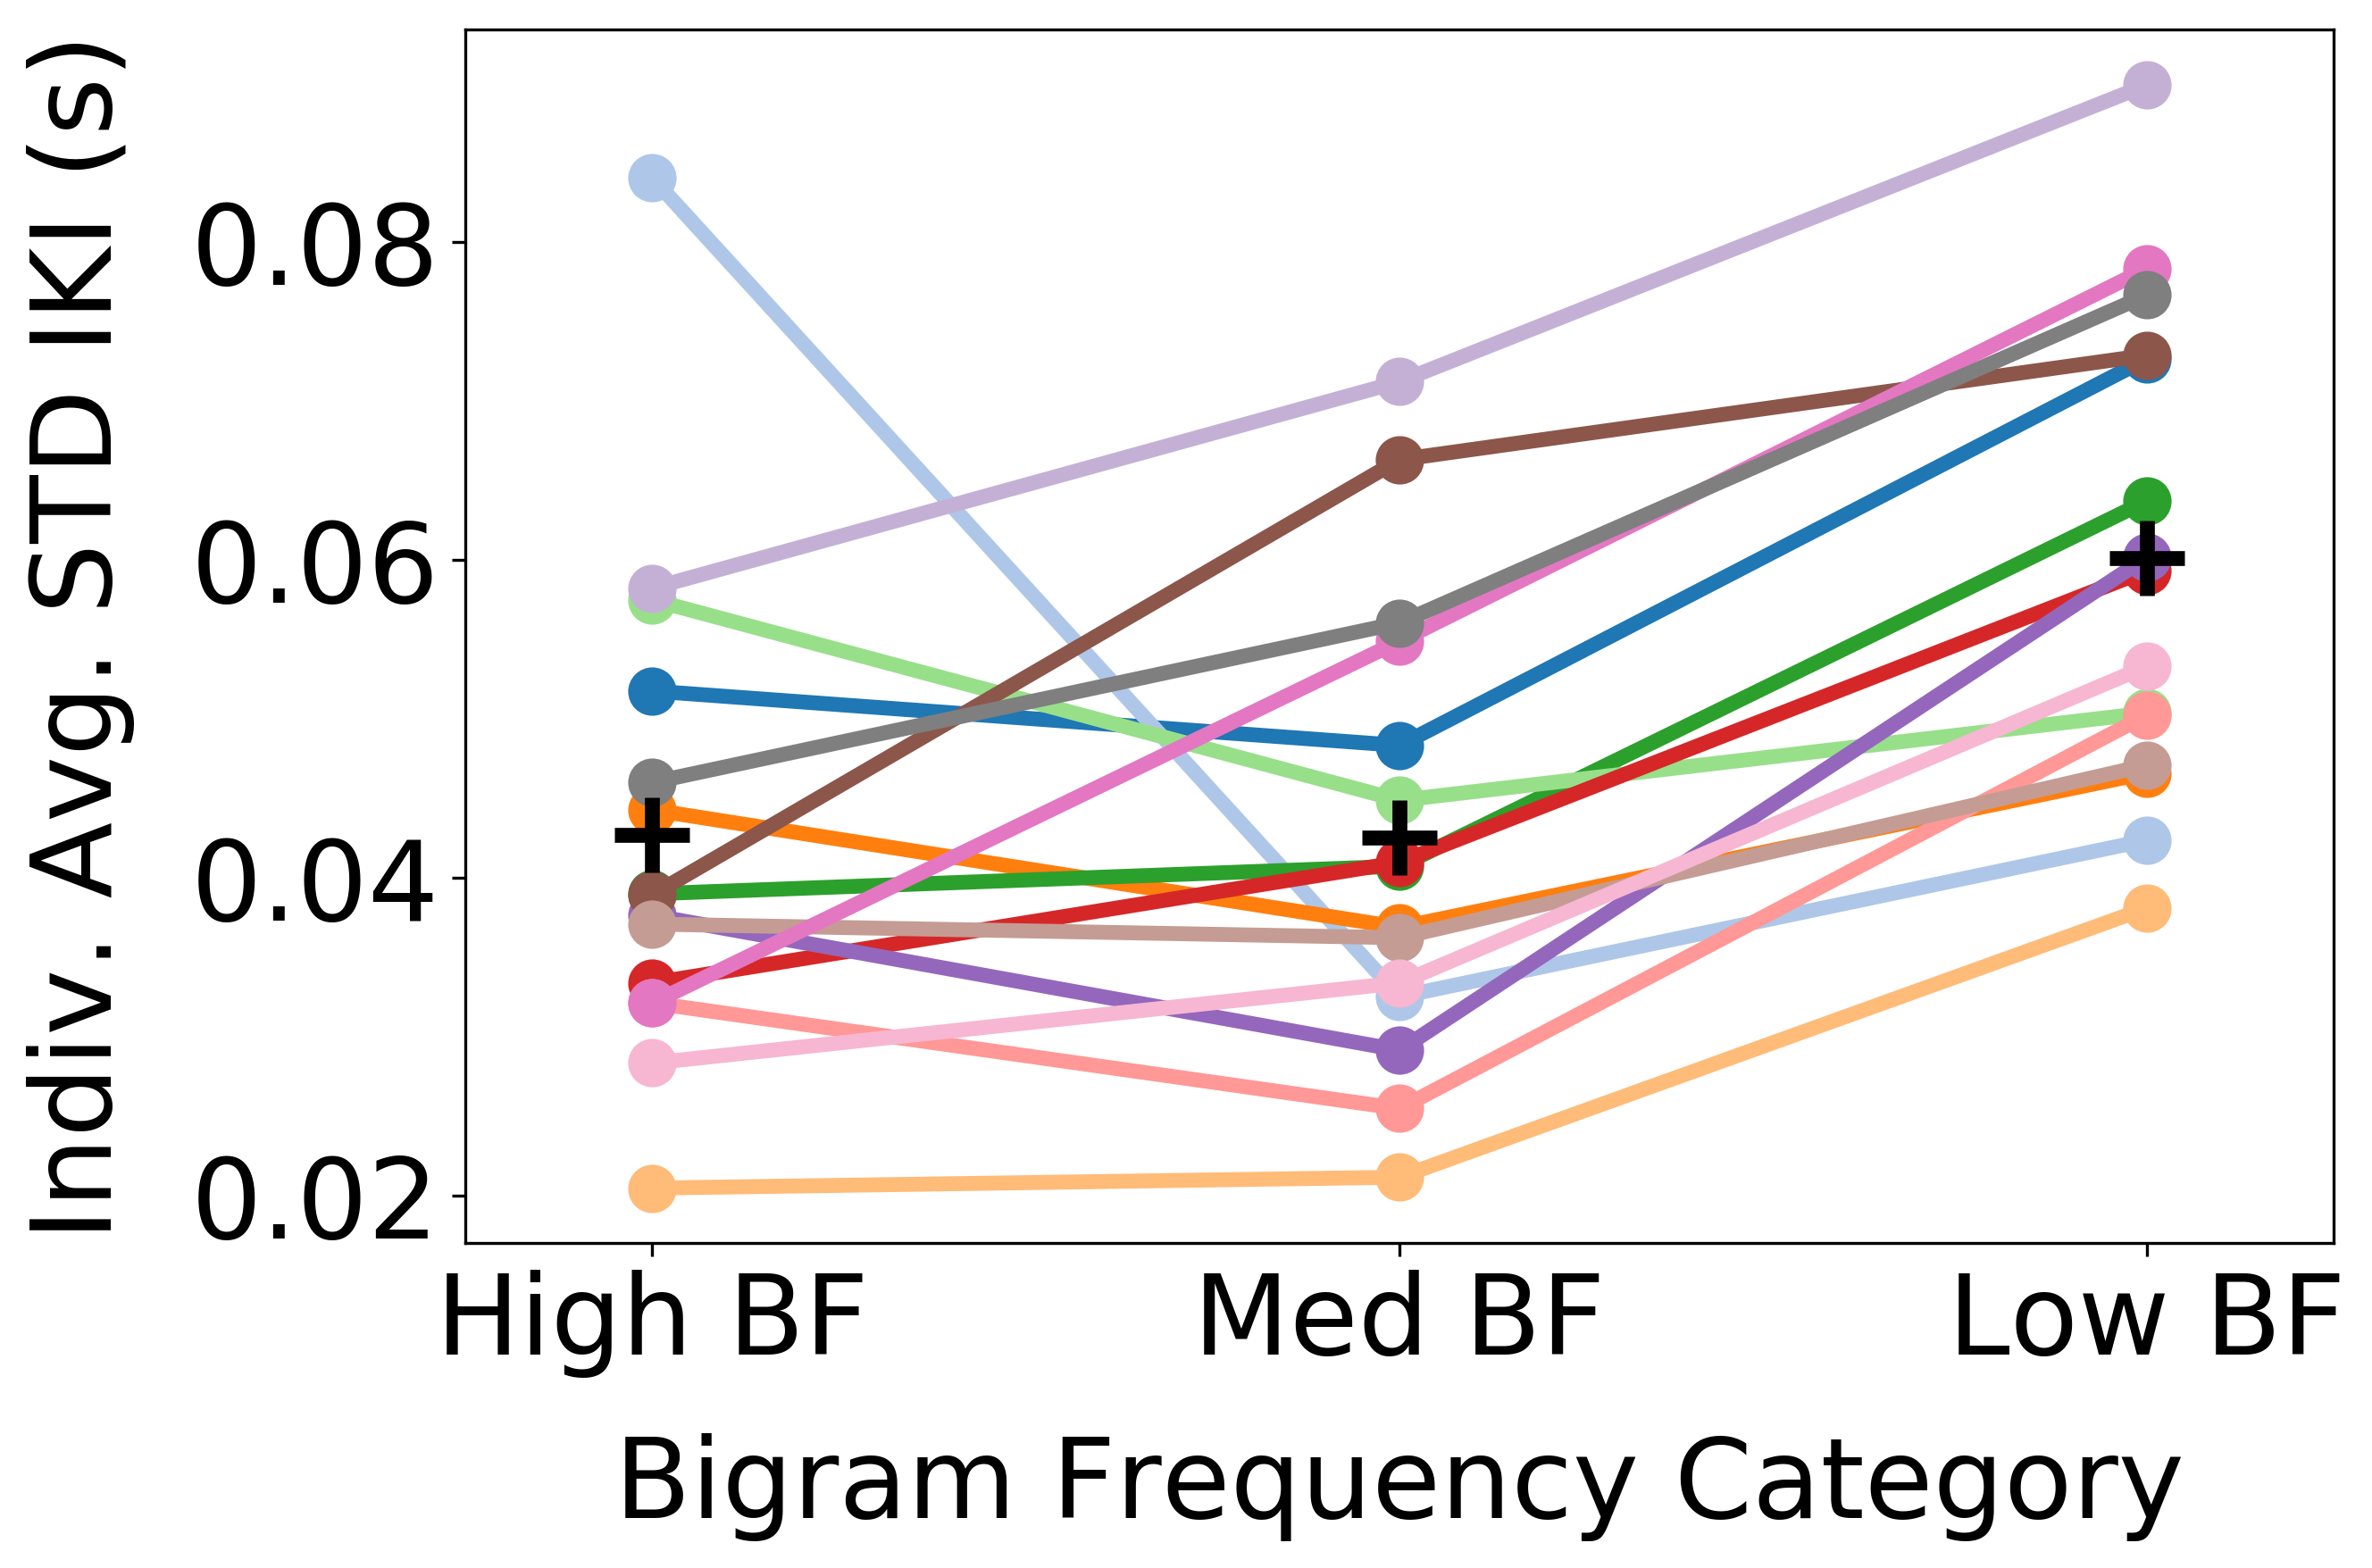 Indiv. Avg. STD IKI (s)
0.08
0.06
0.04
0.02
High BF
Med BF
Low BF
Bigram Frequency Category